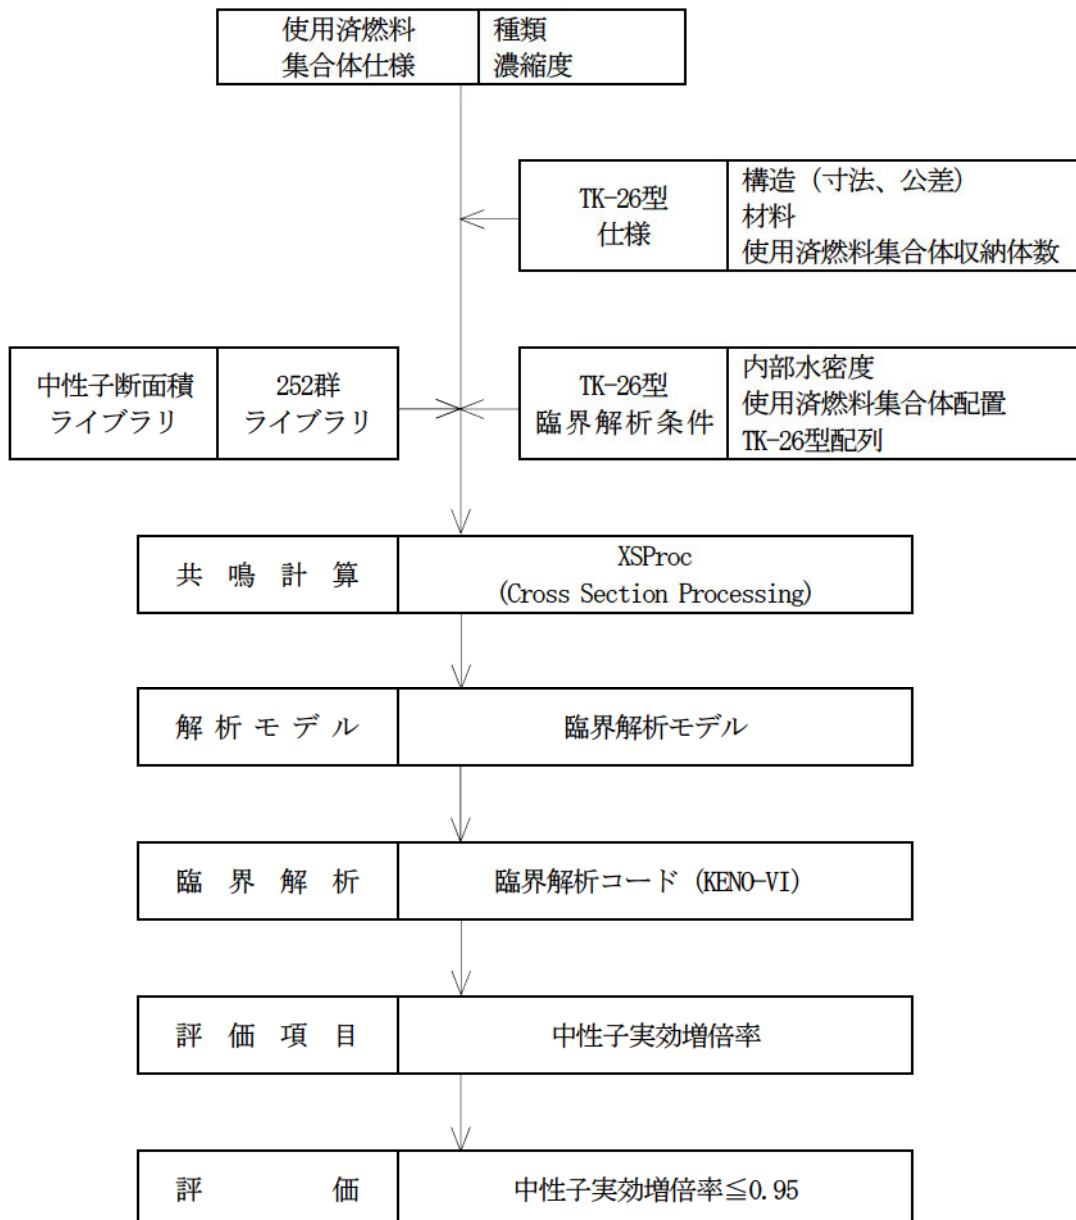 使用済燃料
集合体仕様
種類
濃縮度
TK-26型
仕様
構造（寸法、公差）
材料
使用済燃料集合体収納体数
中性子断面積
ライブラリ
252群
ライブラリ
TK-26型
臨界解析条件
内部水密度
使用済燃料集合体配置
TK-26型配列
共鳴計算
XSProc
(Cross Section Processing)
解析モデル
臨界解析モデル
臨界解析
臨界解析コード（KENO-VI）
評価項目
中性子実効増倍率
評価
中性子実効増倍率≦0.95